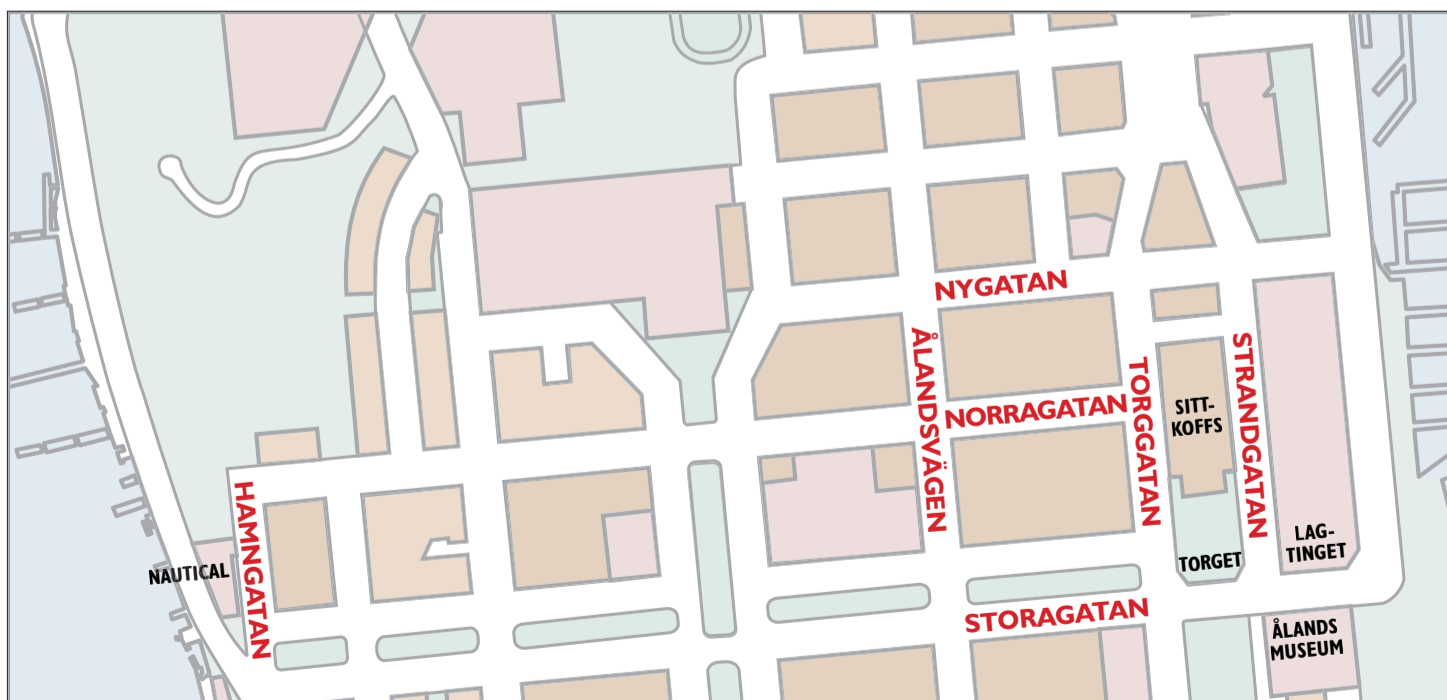 NYGATAN
ÅLANDSVÄGEN
NORRAGATAN
TORGGATAN
STRANDGATAN
SITT-
KOFFS
HAMNGATAN
NAUTICAL
TORGET
LAG-
TINGET
STORAGATAN
ÅLANDS
MUSEUM